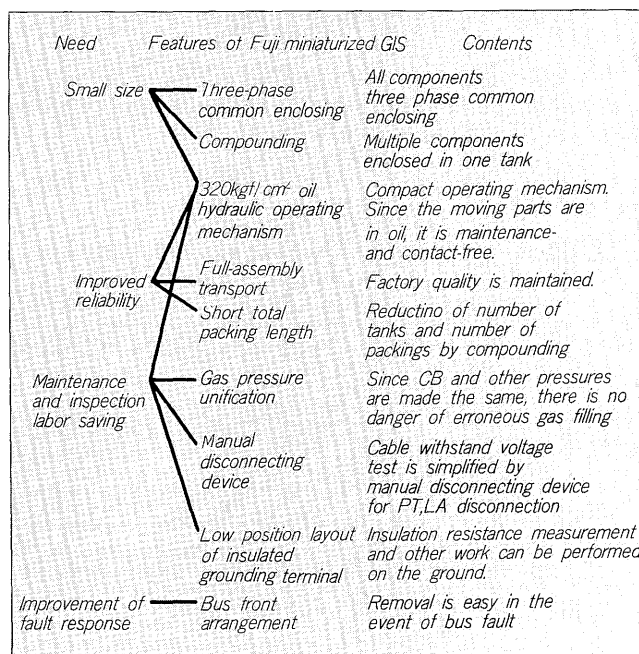 Need Features of Fuji miniaturized GIS Contents
Small size Three-phase common enclosing All components three phase common enclosing
Compounding Multiple components enclosed in one tank
320kgf/cm² oil hydraulic operating mechanism Compact operating mechanism. Since the moving parts are in oil, it is maintenance- and contact-free.
Improved reliability Full-assembly transport Factory quality is maintained.
Short total packing length Reductino of number of tanks and number of packings by compounding
Maintenance and inspection labor saving Gas pressure unification Since CB and other pressures are made the same, there is no danger of erroneous gas filling
Manual disconnecting device Cable withstand voltage test is simplified by manual disconnecting device for PT,LA disconnection
Low position layout of insulated grounding terminal Insulation resistance measurement and other work can be performed on the ground.
Improvement of fault response Bus front arrangement Removal is easy in the event of bus fault